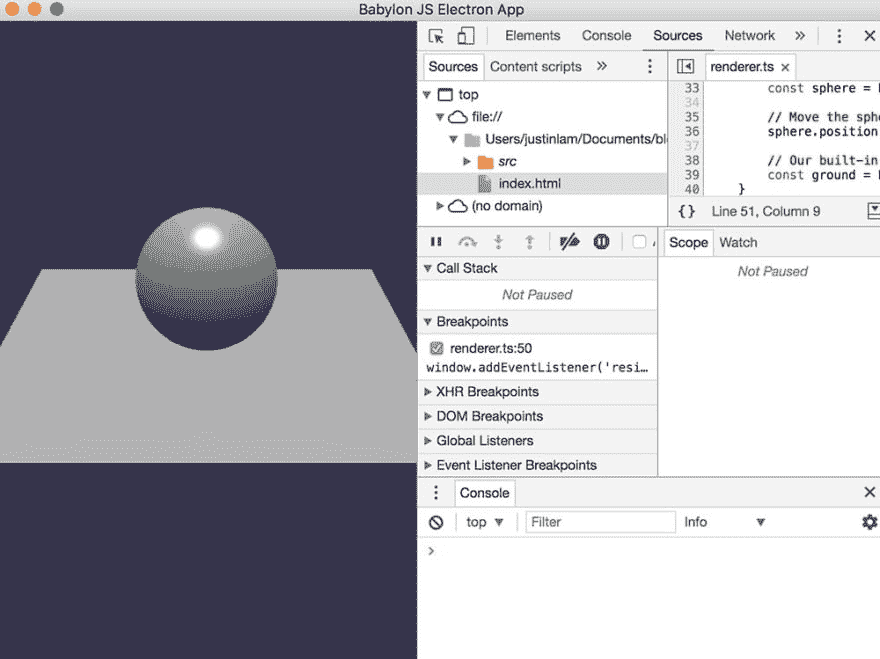 Babylon JS Electron App
Elements Console Sources Network »
Sources Content scripts »
top
file://
Users/justinlam/Documents/bl
src
index.html
(no domain)
renderer.ts ×
33 const sphere =
34
35 // Move the sph
36 sphere.position
37
38 // Our built-in
39 const ground =
40 }
{} Line 51, Column 9
Call Stack
Not Paused
Breakpoints
renderer.ts:50
window.addEventListener('resi…
XHR Breakpoints
DOM Breakpoints
Global Listeners
Event Listener Breakpoints
Scope Watch
Not Paused
Console
top Filter Info